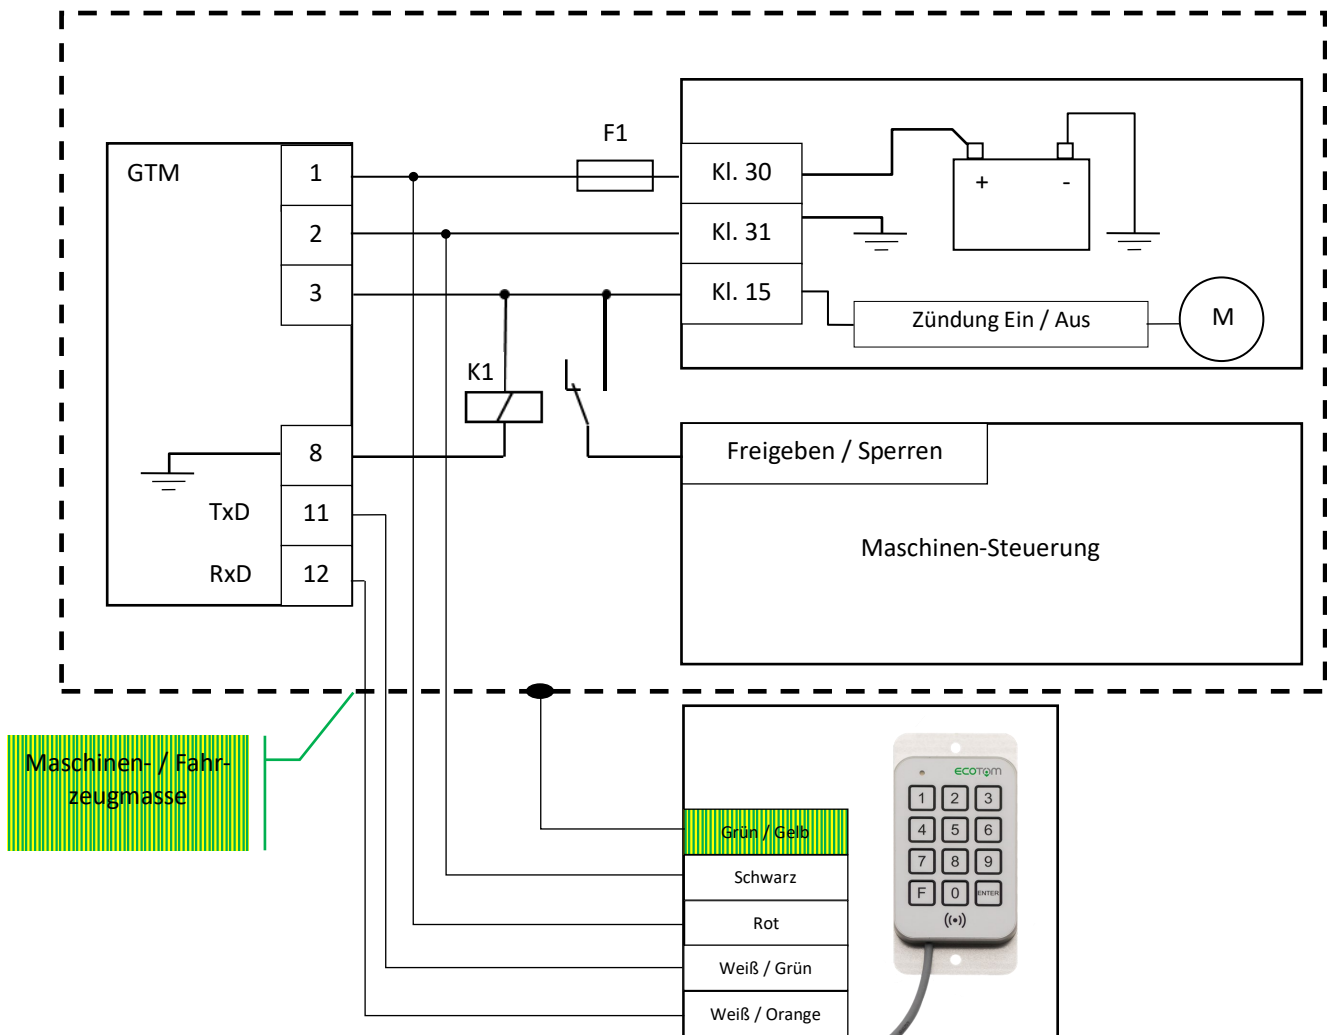 F1
GTM
1
Kl. 30
+
-
2
Kl. 31
3
Kl. 15
Zündung Ein / Aus
M
K1
8
Freigeben / Sperren
TxD
11
Maschinen-Steuerung
RxD
12
Maschinen- / Fahr-
zeugmasse
Grün / Gelb
Schwarz
Rot
Weiß / Grün
Weiß / Orange
ECOTOM
1 2 3
4 5 6
7 8 9
F 0 ENTER